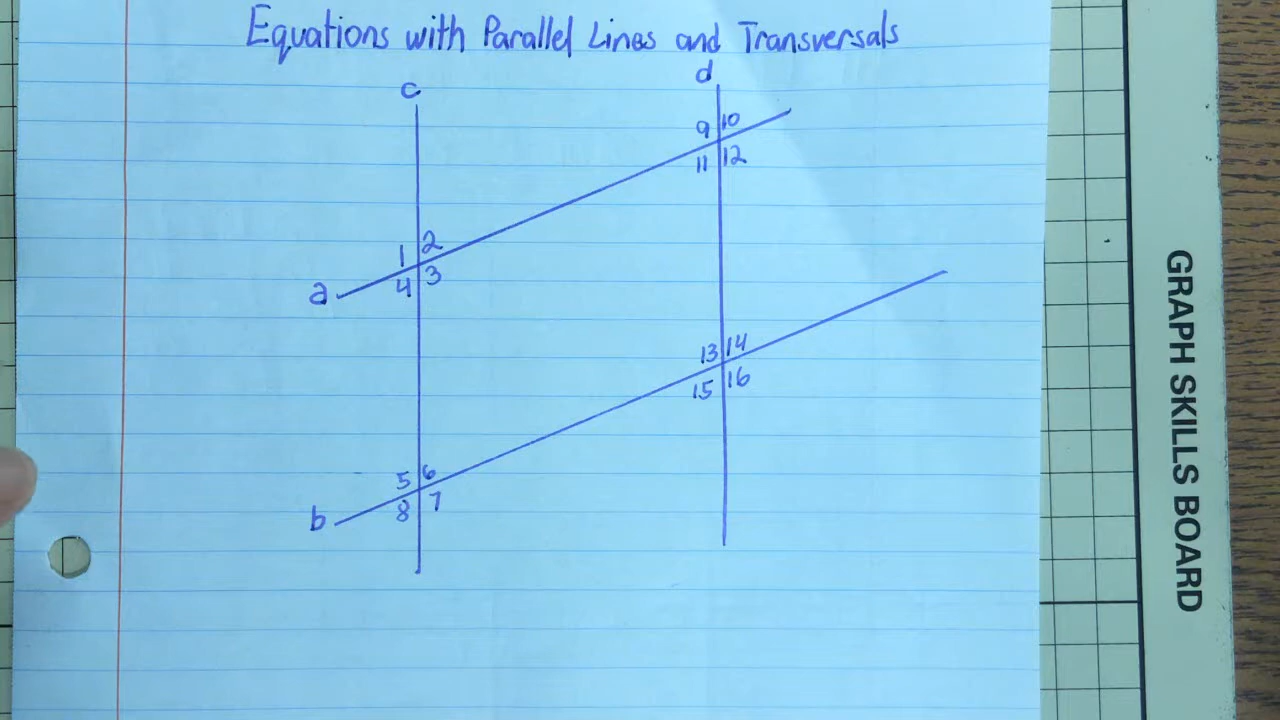 Equations with Parallel Lines and Transversals
c
d
9 10
11 12
1 2
4 3
a
13 14
15 16
5 6
8 7
b
GRAPH SKILLS BOARD